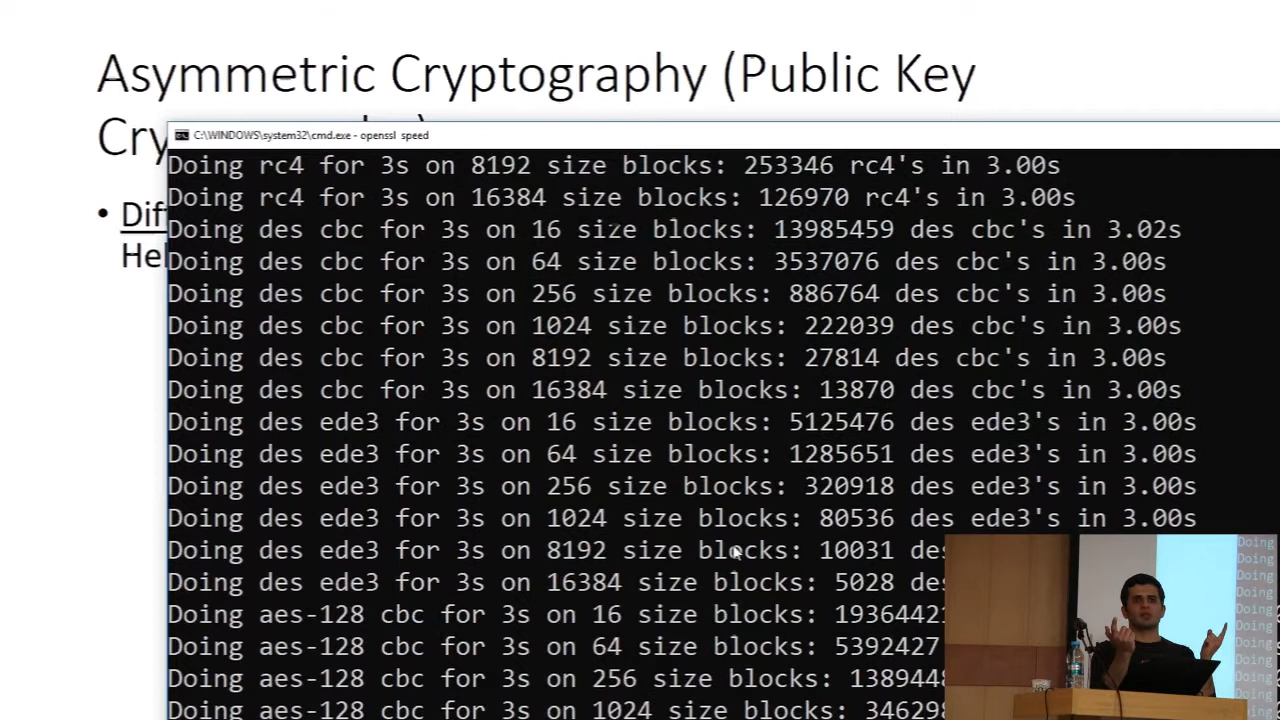 Asymmetric Cryptography (Public Key
C:\WINDOWS\system32\cmd.exe - openssl speed
Doing rc4 for 3s on 8192 size blocks: 253346 rc4's in 3.00s
Doing rc4 for 3s on 16384 size blocks: 126970 rc4's in 3.00s
Doing des cbc for 3s on 16 size blocks: 13985459 des cbc's in 3.02s
Doing des cbc for 3s on 64 size blocks: 3537076 des cbc's in 3.00s
Doing des cbc for 3s on 256 size blocks: 886764 des cbc's in 3.00s
Doing des cbc for 3s on 1024 size blocks: 222039 des cbc's in 3.00s
Doing des cbc for 3s on 8192 size blocks: 27814 des cbc's in 3.00s
Doing des cbc for 3s on 16384 size blocks: 13870 des cbc's in 3.00s
Doing des ede3 for 3s on 16 size blocks: 5125476 des ede3's in 3.00s
Doing des ede3 for 3s on 64 size blocks: 1285651 des ede3's in 3.00s
Doing des ede3 for 3s on 256 size blocks: 320918 des ede3's in 3.00s
Doing des ede3 for 3s on 1024 size blocks: 80536 des ede3's in 3.00s
Doing des ede3 for 3s on 8192 size blocks: 10031
Doing des ede3 for 3s on 16384 size blocks: 5028
Doing aes-128 cbc for 3s on 16 size blocks: 19364421
Doing aes-128 cbc for 3s on 64 size blocks: 5392427
Doing aes-128 cbc for 3s on 256 size blocks: 1389448
Doing aes-128 cbc for 3s on 1024 size blocks: 346298